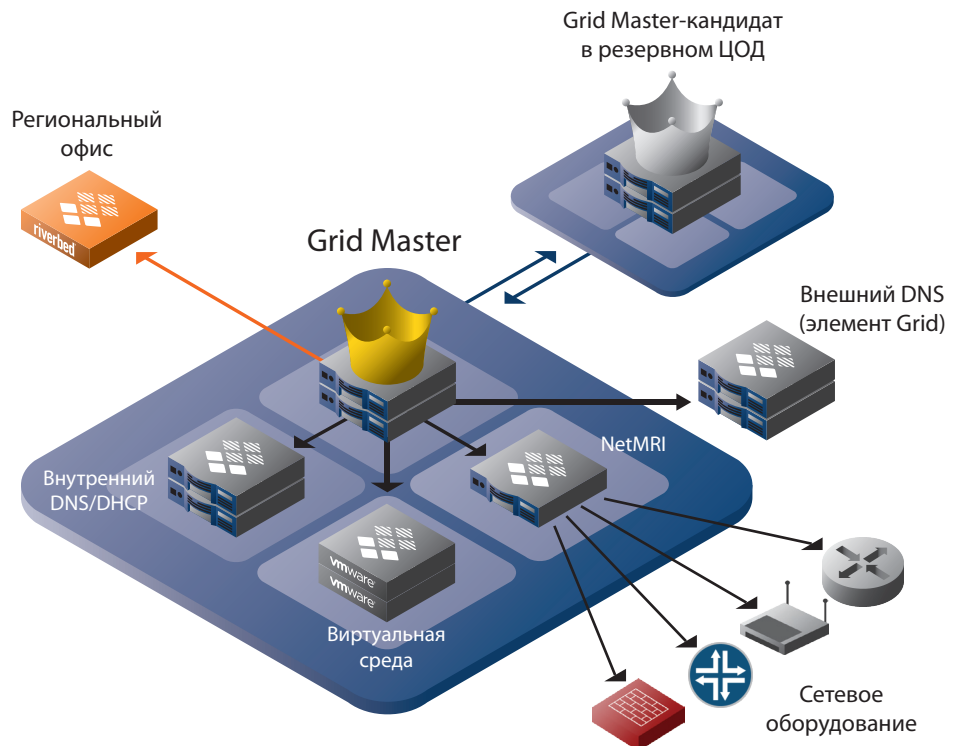 Grid Master-кандидат
в резервном ЦОД
Региональный
офис
riverbed
Grid Master
Внешний DNS
(элемент Grid)
NetMRI
Внутренний
DNS/DHCP
vmware
vmware
Виртуальная
среда
Сетевое
оборудование